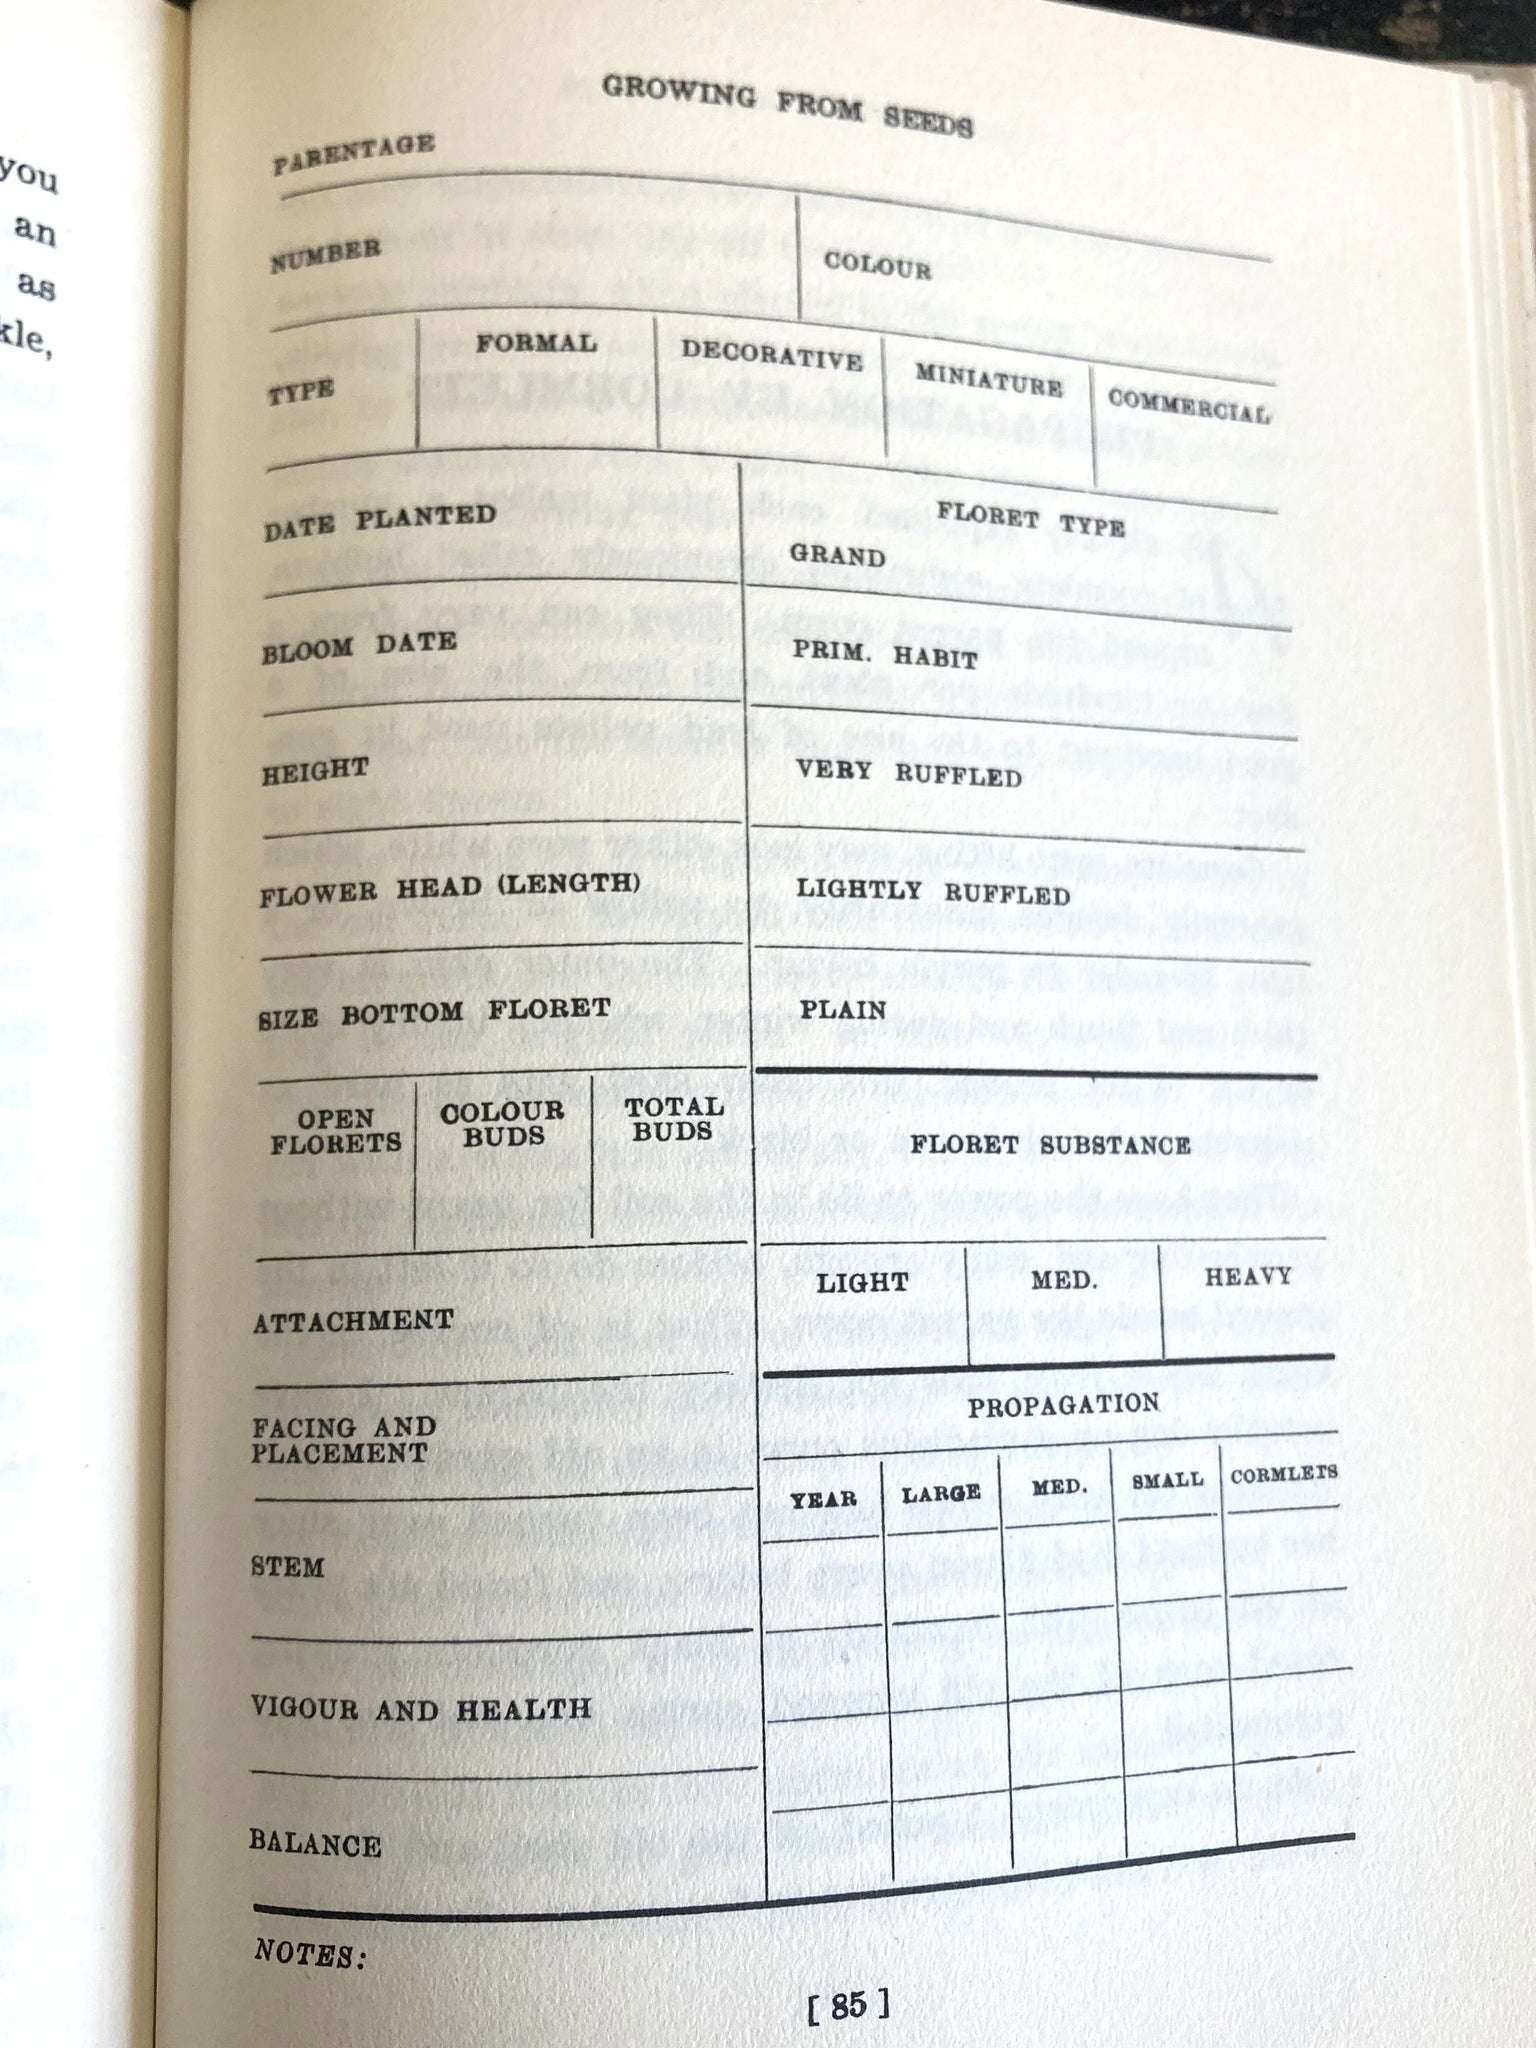 you
an
as
kle,
GROWING FROM SEEDS
PARENTAGE
NUMBER
COLOUR
TYPE
FORMAL
DECORATIVE
MINIATURE
COMMERCIAL
DATE PLANTED
BLOOM DATE
HEIGHT
FLOWER HEAD (LENGTH)
SIZE BOTTOM FLORET
OPEN
FLORETS
COLOUR
BUDS
TOTAL
BUDS
ATTACHMENT
FACING AND
PLACEMENT
STEM
VIGOUR AND HEALTH
BALANCE
FLORET TYPE
GRAND
PRIM. HABIT
VERY RUFFLED
LIGHTLY RUFFLED
PLAIN
FLORET SUBSTANCE
LIGHT
MED.
HEAVY
PROPAGATION
YEAR
LARGE
MED.
SMALL
CORMLETS
NOTES:
[ 85 ]